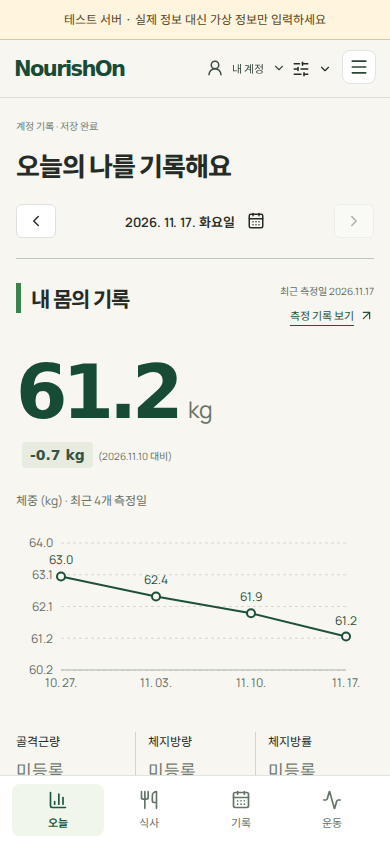 테스트 서버 · 실제 정보 대신 가상 정보만 입력하세요
NourishOn
내 계정
계정 기록 · 저장 완료
오늘의 나를 기록해요
2026. 11. 17. 화요일
내 몸의 기록
최근 측정일 2026.11.17
측정 기록 보기
61.2 kg
-0.7 kg (2026.11.10 대비)
체중 (kg) · 최근 4개 측정일
64.0
63.0
63.1
62.4
62.1
61.9
61.2
61.2
60.2
10. 27. 11. 03. 11. 10. 11. 17.
골격근량 체지방량 체지방률
미등록 미등록 미등록
오늘 식사 기록 운동